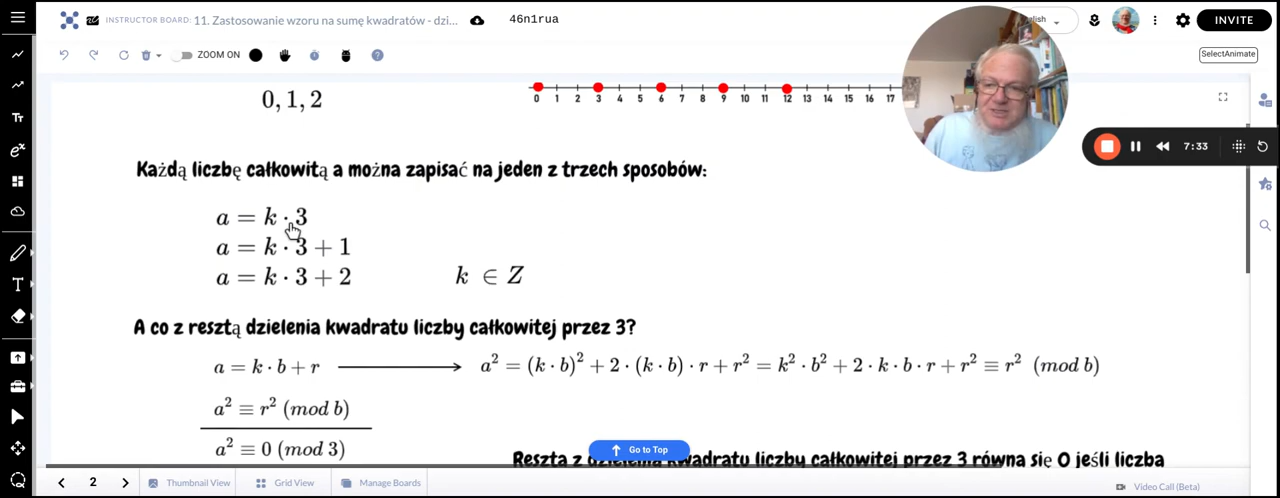 INSTRUCTOR BOARD: 11. Zastosowanie wzoru na sumę kwadratów - dzi...
46n1rua
INVITE
ZOOM ON
SelectAnimate
0, 1, 2
0 1 2 3 4 5 6 7 8 9 10 11 12 13 14 15 16 17
7:33
Każdą liczbę całkowitą a można zapisać na jeden z trzech sposobów:
a = k · 3
a = k · 3 + 1
a = k · 3 + 2 k ∈ Z
A co z resztą dzielenia kwadratu liczby całkowitej przez 3?
a = k · b + r ⟶ a² = (k · b)² + 2 · (k · b) · r + r² = k² · b² + 2 · k · b · r + r² ≡ r² (mod b)
a² ≡ r² (mod b)
a² ≡ 0 (mod 3)
Go to Top
Reszta z dzielenia kwadratu liczby całkowitej przez 3 równa się 0 jeśli liczba
2
Thumbnail View
Grid View
Manage Boards
Video Call (Beta)